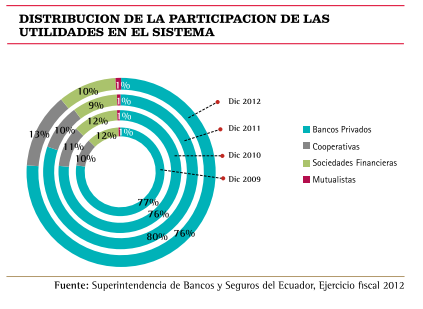 DISTRIBUCION DE LA PARTICIPACION DE LAS
UTILIDADES EN EL SISTEMA
10% 1%
9% 1%
12% 1%
12% 1%
13% 10%
11%
10%
77%
76%
80% 76%
Dic 2012
Dic 2011
Dic 2010
Dic 2009
Bancos Privados
Cooperativas
Sociedades Financieras
Mutualistas
Fuente: Superintendencia de Bancos y Seguros del Ecuador, Ejercicio fiscal 2012